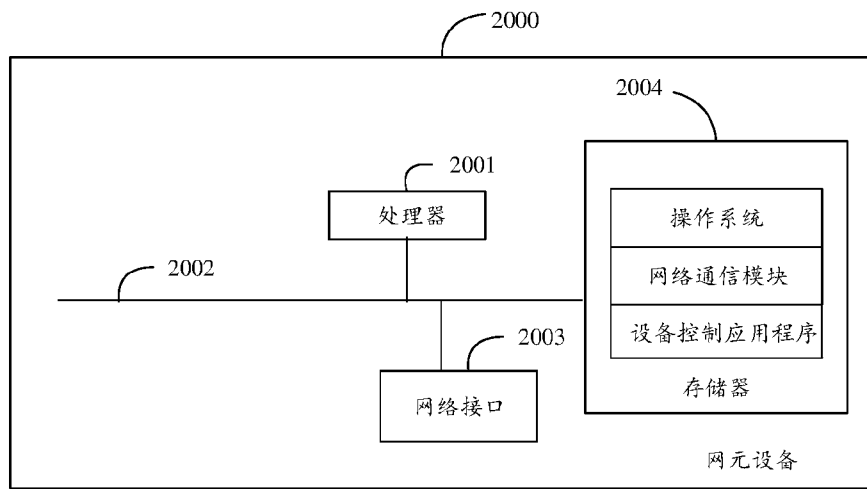 2000
2004
2001
处理器
操作系统
2002
网络通信模块
设备控制应用程序
2003
网络接口
存储器
网元设备